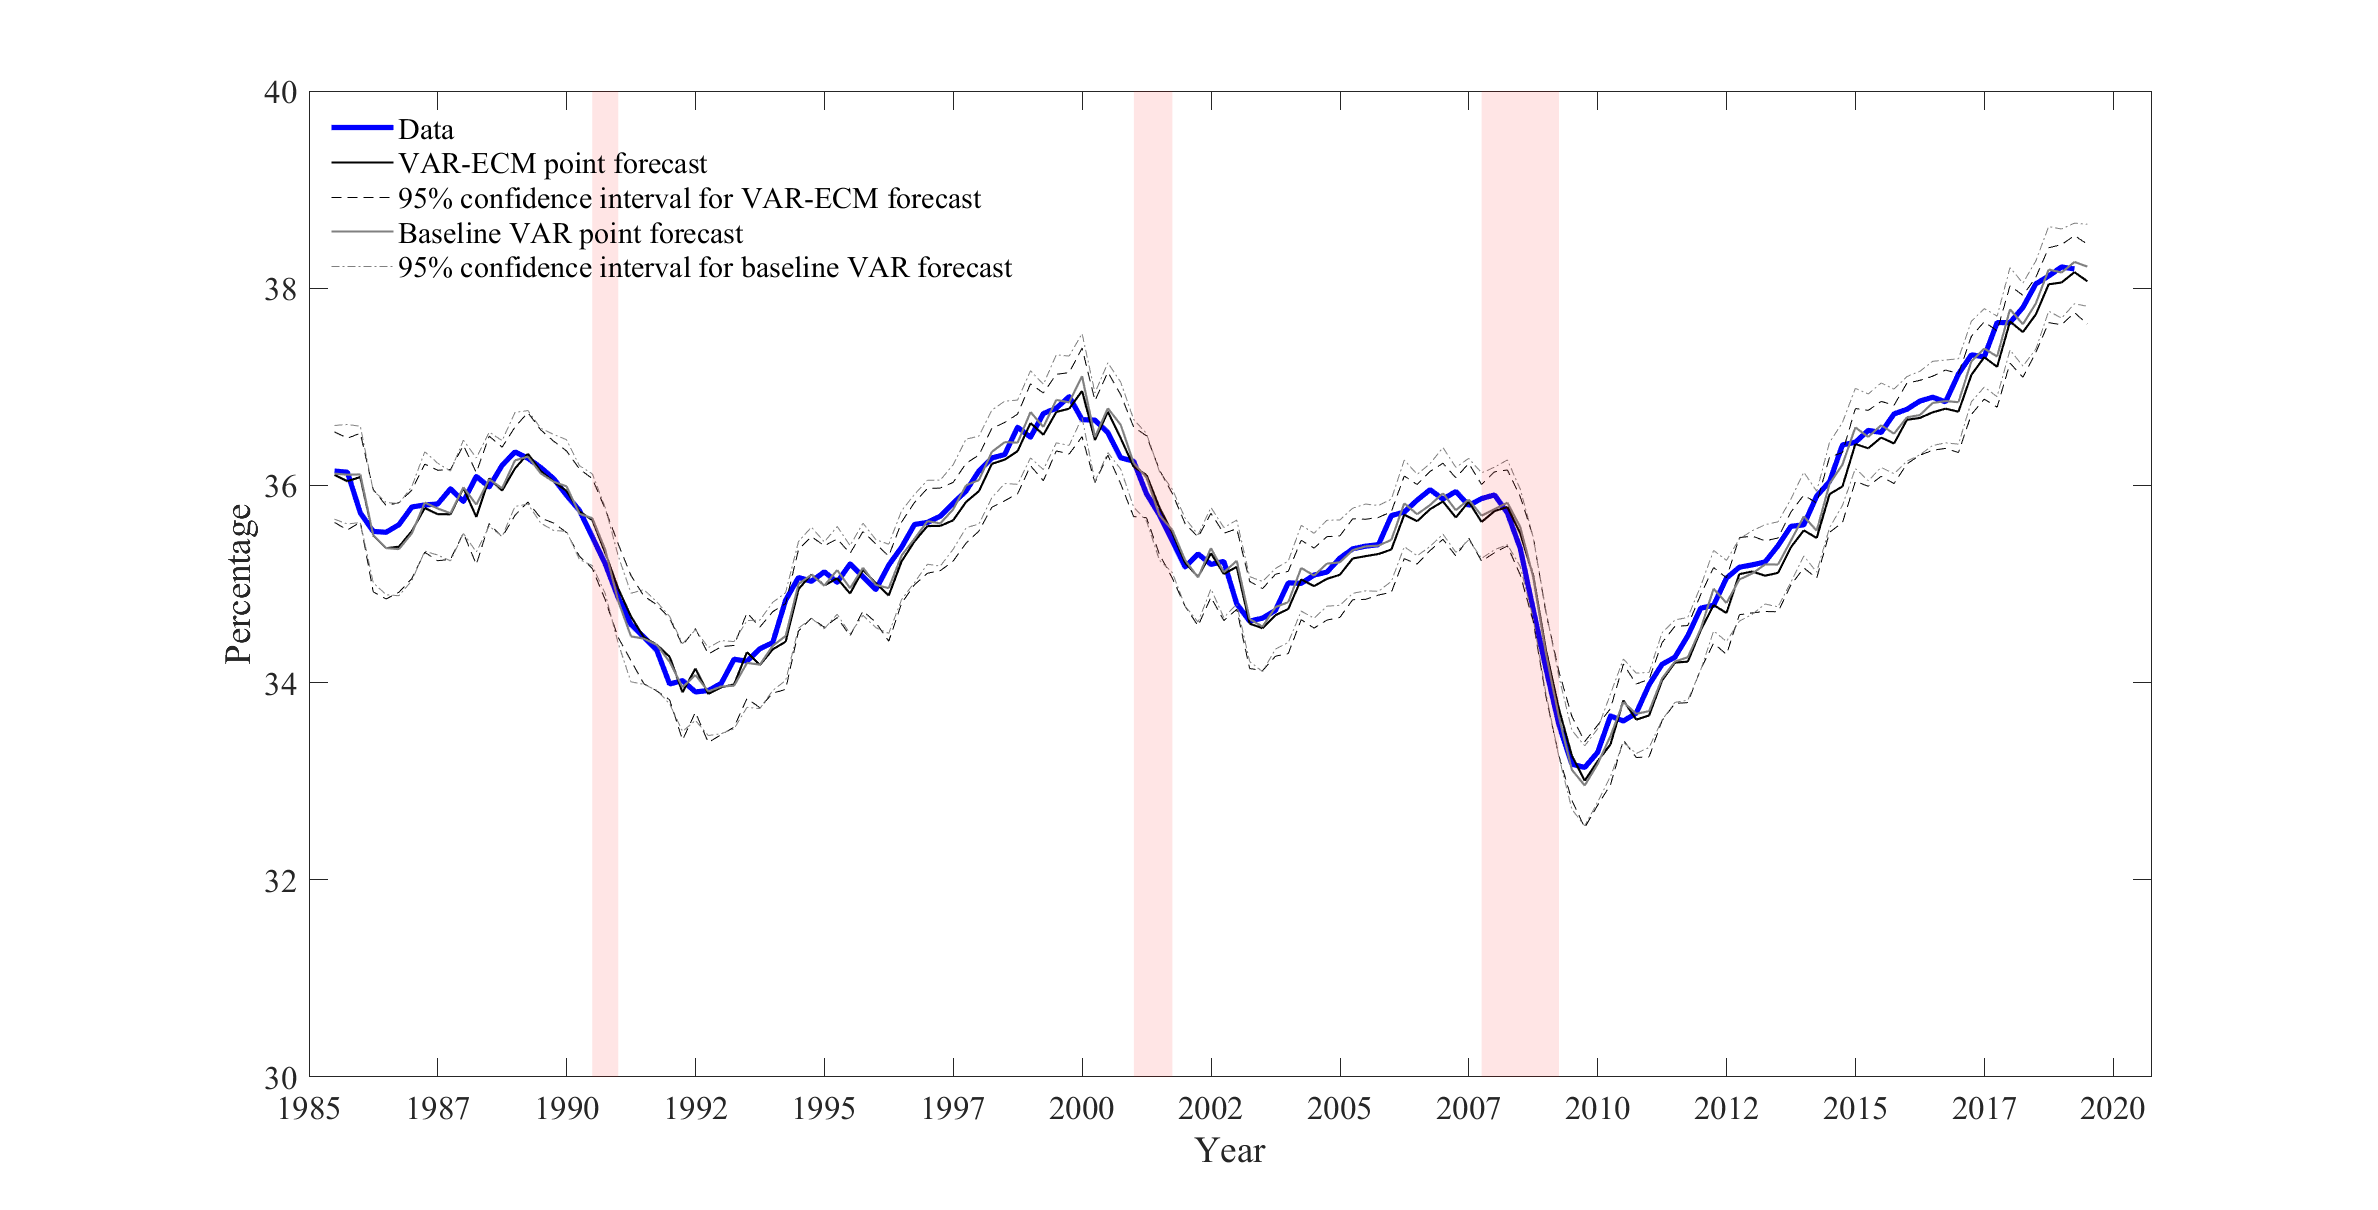 40
38
36
34
32
30
Percentage
Data
VAR-ECM point forecast
95% confidence interval for VAR-ECM forecast
Baseline VAR point forecast
95% confidence interval for baseline VAR forecast
1985 1987 1990 1992 1995 1997 2000 2002 2005 2007 2010 2012 2015 2017 2020
Year